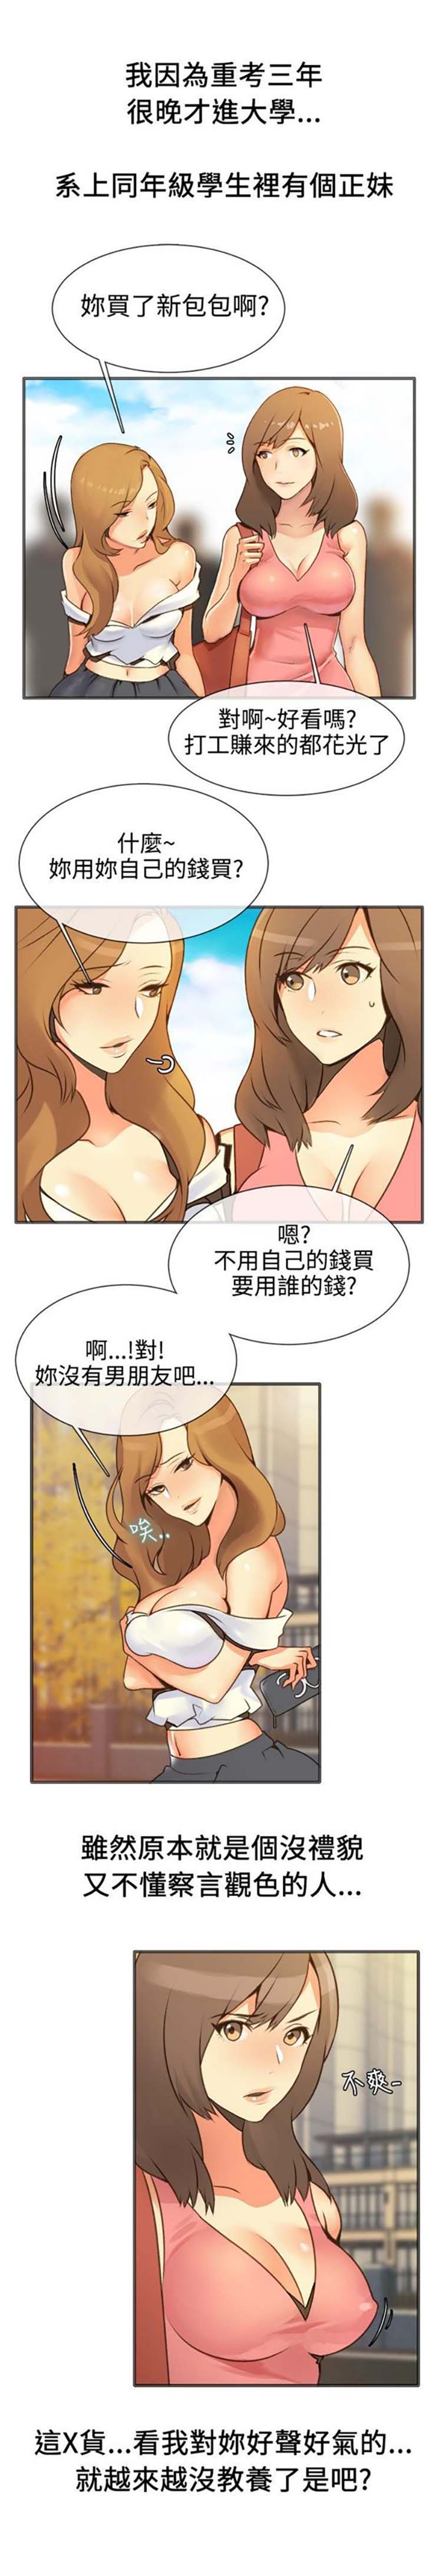 我因為重考三年
很晚才進大學...
系上同年級學生裡有個正妹
妳買了新包包啊?
對啊~好看嗎?
打工賺來的都花光了
什麼~
妳用妳自己的錢買?
嗯?
不用自己的錢買
要用誰的錢?
啊...!對!
妳沒有男朋友吧...
唉..
雖然原本就是個沒禮貌
又不懂察言觀色的人...
不爽~
這X貨...看我對妳好聲好氣的...
就越來越沒教養了是吧?